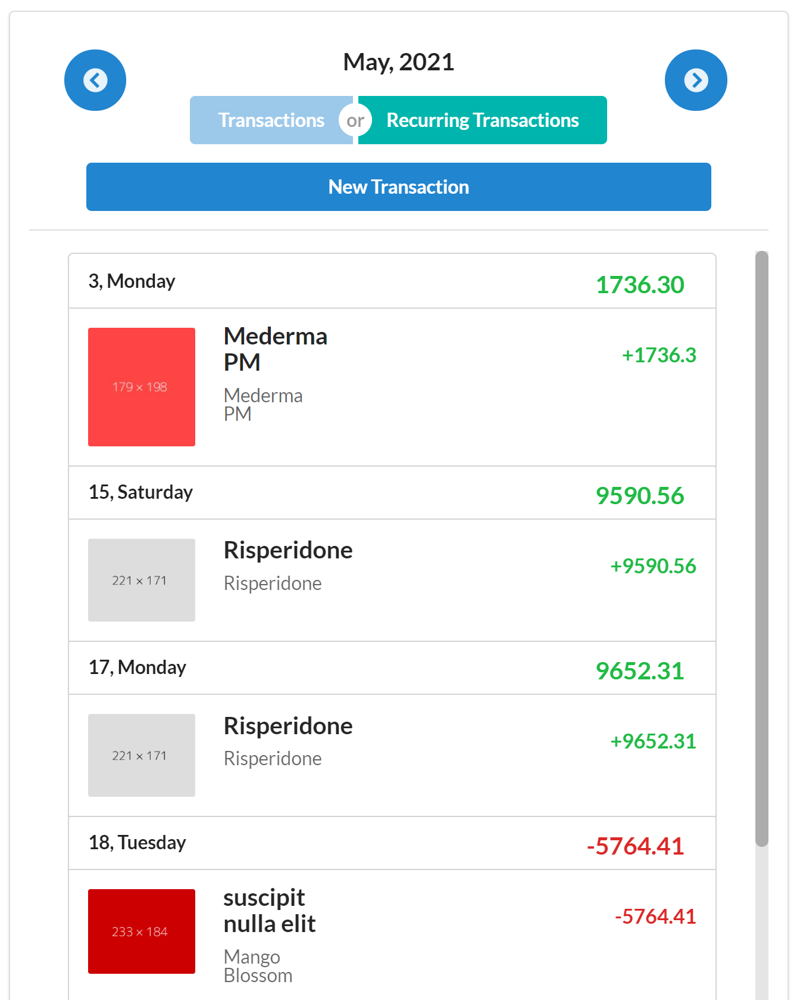 May, 2021
Transactions or Recurring Transactions
New Transaction
3, Monday 1736.30
Mederma
PM
+1736.3
Mederma
PM
179 × 198
15, Saturday 9590.56
Risperidone
+9590.56
Risperidone
221 × 171
17, Monday 9652.31
Risperidone
+9652.31
Risperidone
221 × 171
18, Tuesday -5764.41
suscipit
nulla elit
-5764.41
Mango
Blossom
233 × 184